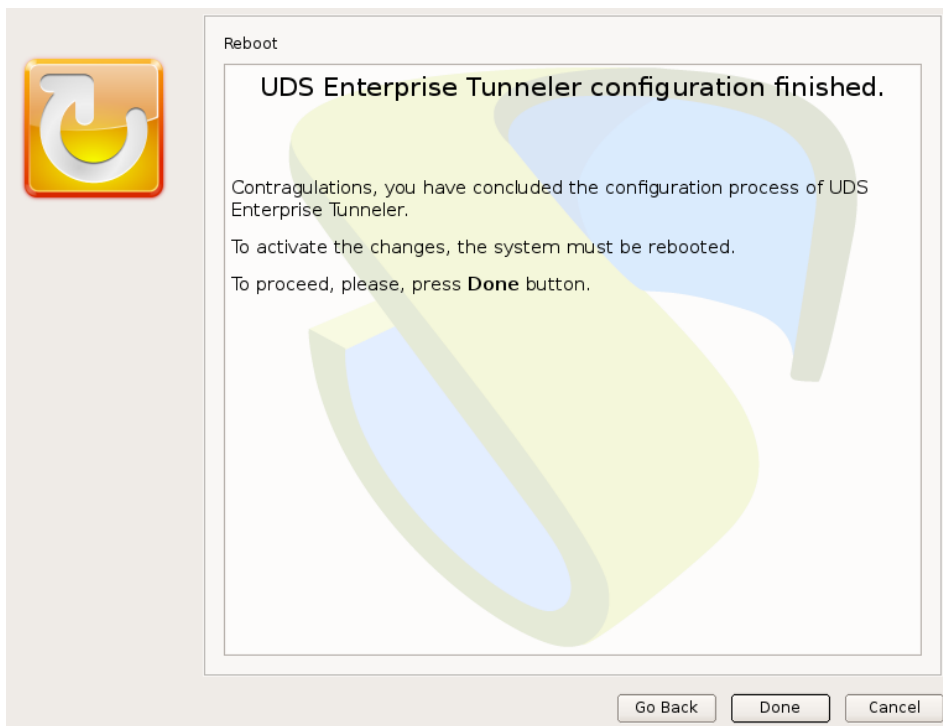 Reboot
UDS Enterprise Tunneler configuration finished.
Contragulations, you have concluded the configuration process of UDS
Enterprise Tunneler.
To activate the changes, the system must be rebooted.
To proceed, please, press Done button.
Go Back
Done
Cancel